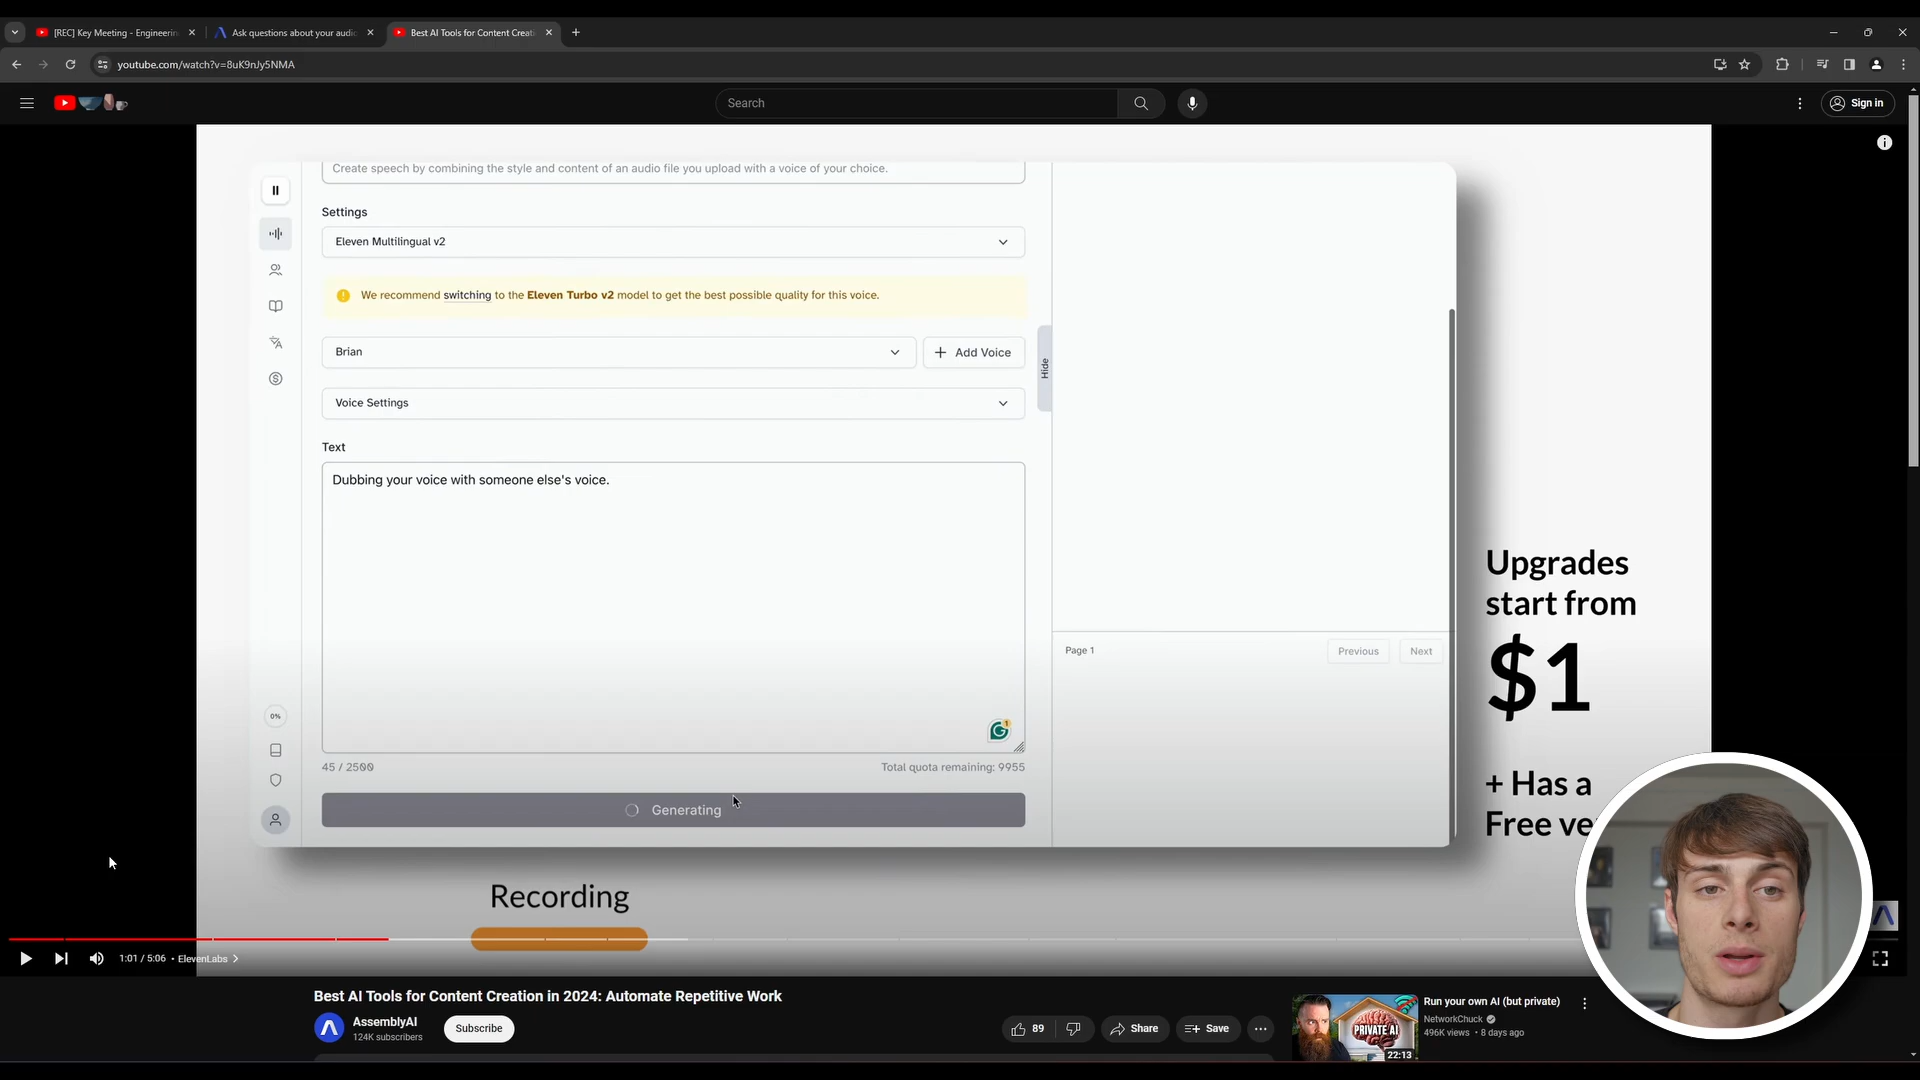 [REC] Key Meeting - Engineerin
Ask questions about your audio
Best AI Tools for Content Creati
youtube.com/watch?v=8uK9nJy5NMA
Search
Sign in
Create speech by combining the style and content of an audio file you upload with a voice of your choice.
Settings
Eleven Multilingual v2
We recommend switching to the Eleven Turbo v2 model to get the best possible quality for this voice.
Brian
Add Voice
Hide
Voice Settings
Text
Dubbing your voice with someone else's voice.
45 / 2500
Total quota remaining: 9955
Generating
0%
Page 1
Previous
Next
Upgrades
start from
$1
+ Has a
Free ve
Recording
1:01 / 5:06 • ElevenLabs
Best AI Tools for Content Creation in 2024: Automate Repetitive Work
AssemblyAI
124K subscribers
Subscribe
89
Share
Save
PRIVATE AI
22:13
Run your own AI (but private)
NetworkChuck
496K views • 8 days ago